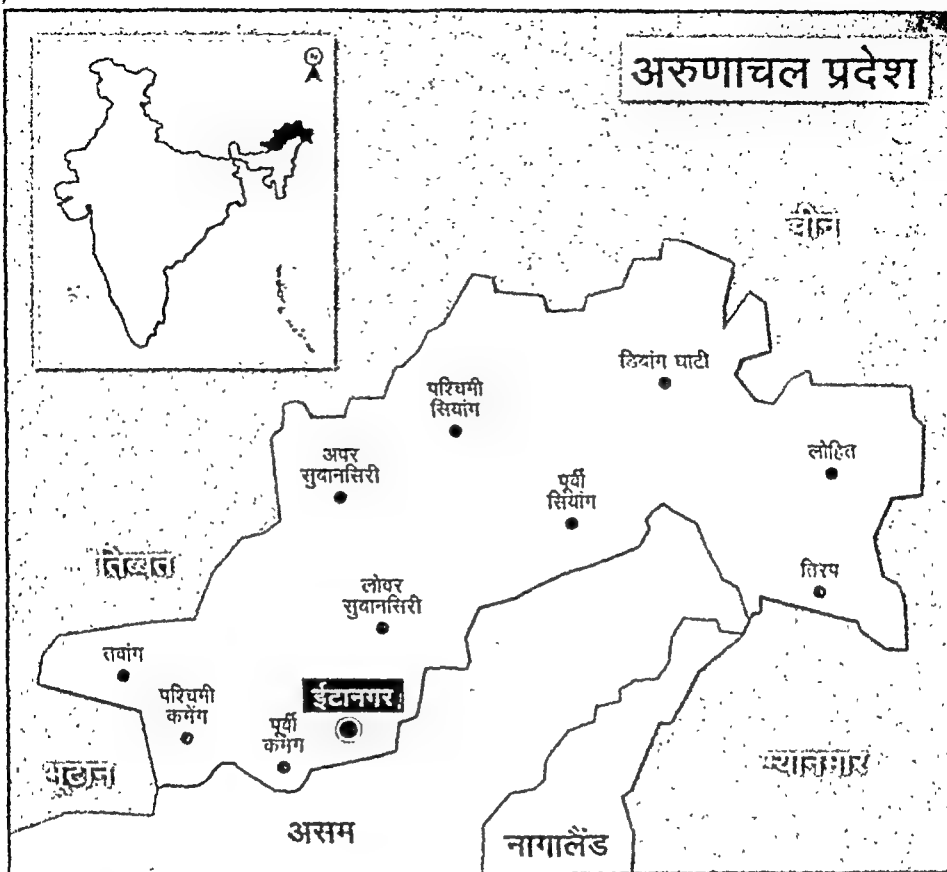 अरुणाचल प्रदेश
चीन
डिबांग घाटी
पश्चिमी
सियांग
अपर
सुबानसिरी
लोहित
पूर्वी
सियांग
तिब्बत
लोवर
सुबानसिरी
तिरप
तवांग
पश्चिमी
कमेंग
ईटानगर
पूर्वी
कमेंग
भूटान
म्यानमार
असम
नागालैंड